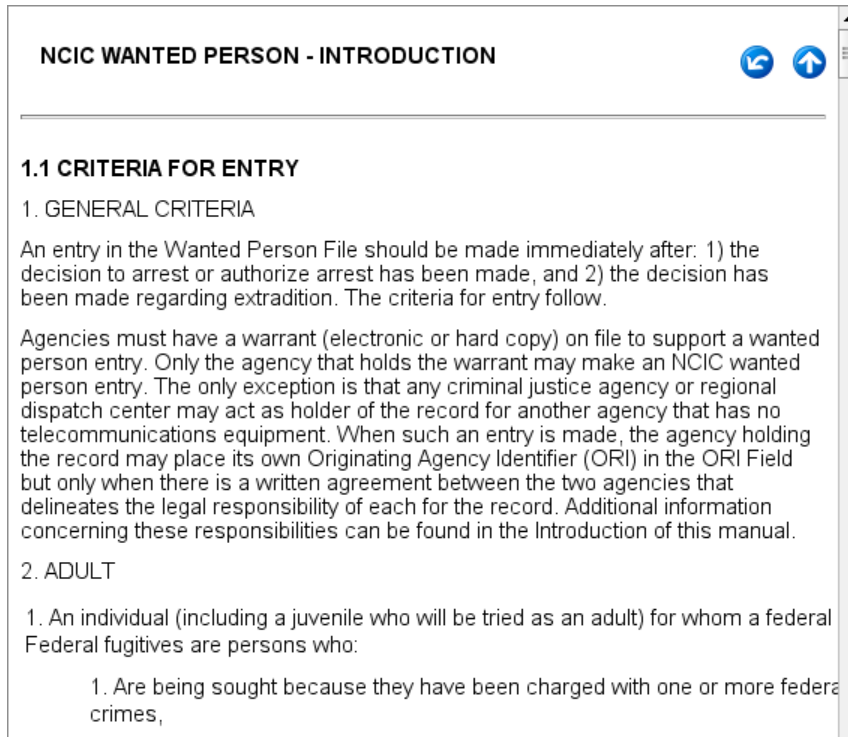 NCIC WANTED PERSON - INTRODUCTION
1.1 CRITERIA FOR ENTRY
1. GENERAL CRITERIA
An entry in the Wanted Person File should be made immediately after: 1) the
decision to arrest or authorize arrest has been made, and 2) the decision has
been made regarding extradition. The criteria for entry follow.
Agencies must have a warrant (electronic or hard copy) on file to support a wanted
person entry. Only the agency that holds the warrant may make an NCIC wanted
person entry. The only exception is that any criminal justice agency or regional
dispatch center may act as holder of the record for another agency that has no
telecommunications equipment. When such an entry is made, the agency holding
the record may place its own Originating Agency Identifier (ORI) in the ORI Field
but only when there is a written agreement between the two agencies that
delineates the legal responsibility of each for the record. Additional information
concerning these responsibilities can be found in the Introduction of this manual.
2. ADULT
1. An individual (including a juvenile who will be tried as an adult) for whom a federal
Federal fugitives are persons who:
1. Are being sought because they have been charged with one or more federa
crimes,